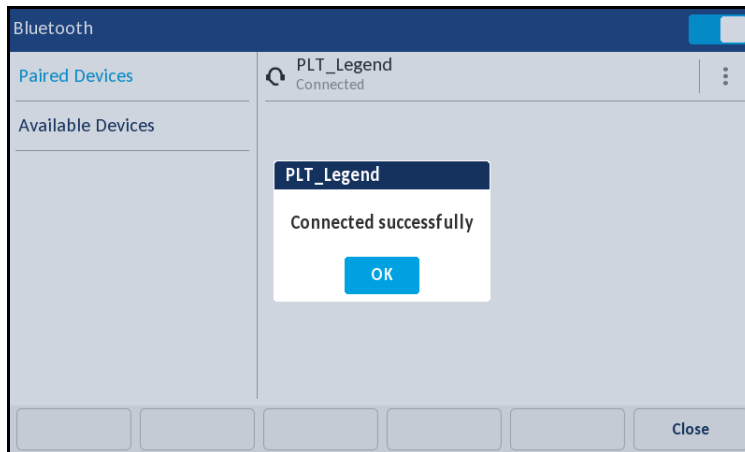 Bluetooth
Paired Devices
PLT_Legend
Connected
Available Devices
PLT_Legend
Connected successfully
OK
Close